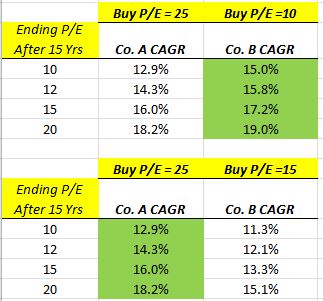 Buy P/E = 25 Buy P/E =10
Ending P/E
After 15 Yrs Co. A CAGR Co. B CAGR
10 12.9% 15.0%
12 14.3% 15.8%
15 16.0% 17.2%
20 18.2% 19.0%
Buy P/E = 25 Buy P/E =15
Ending P/E
After 15 Yrs Co. A CAGR Co. B CAGR
10 12.9% 11.3%
12 14.3% 12.1%
15 16.0% 13.3%
20 18.2% 15.1%